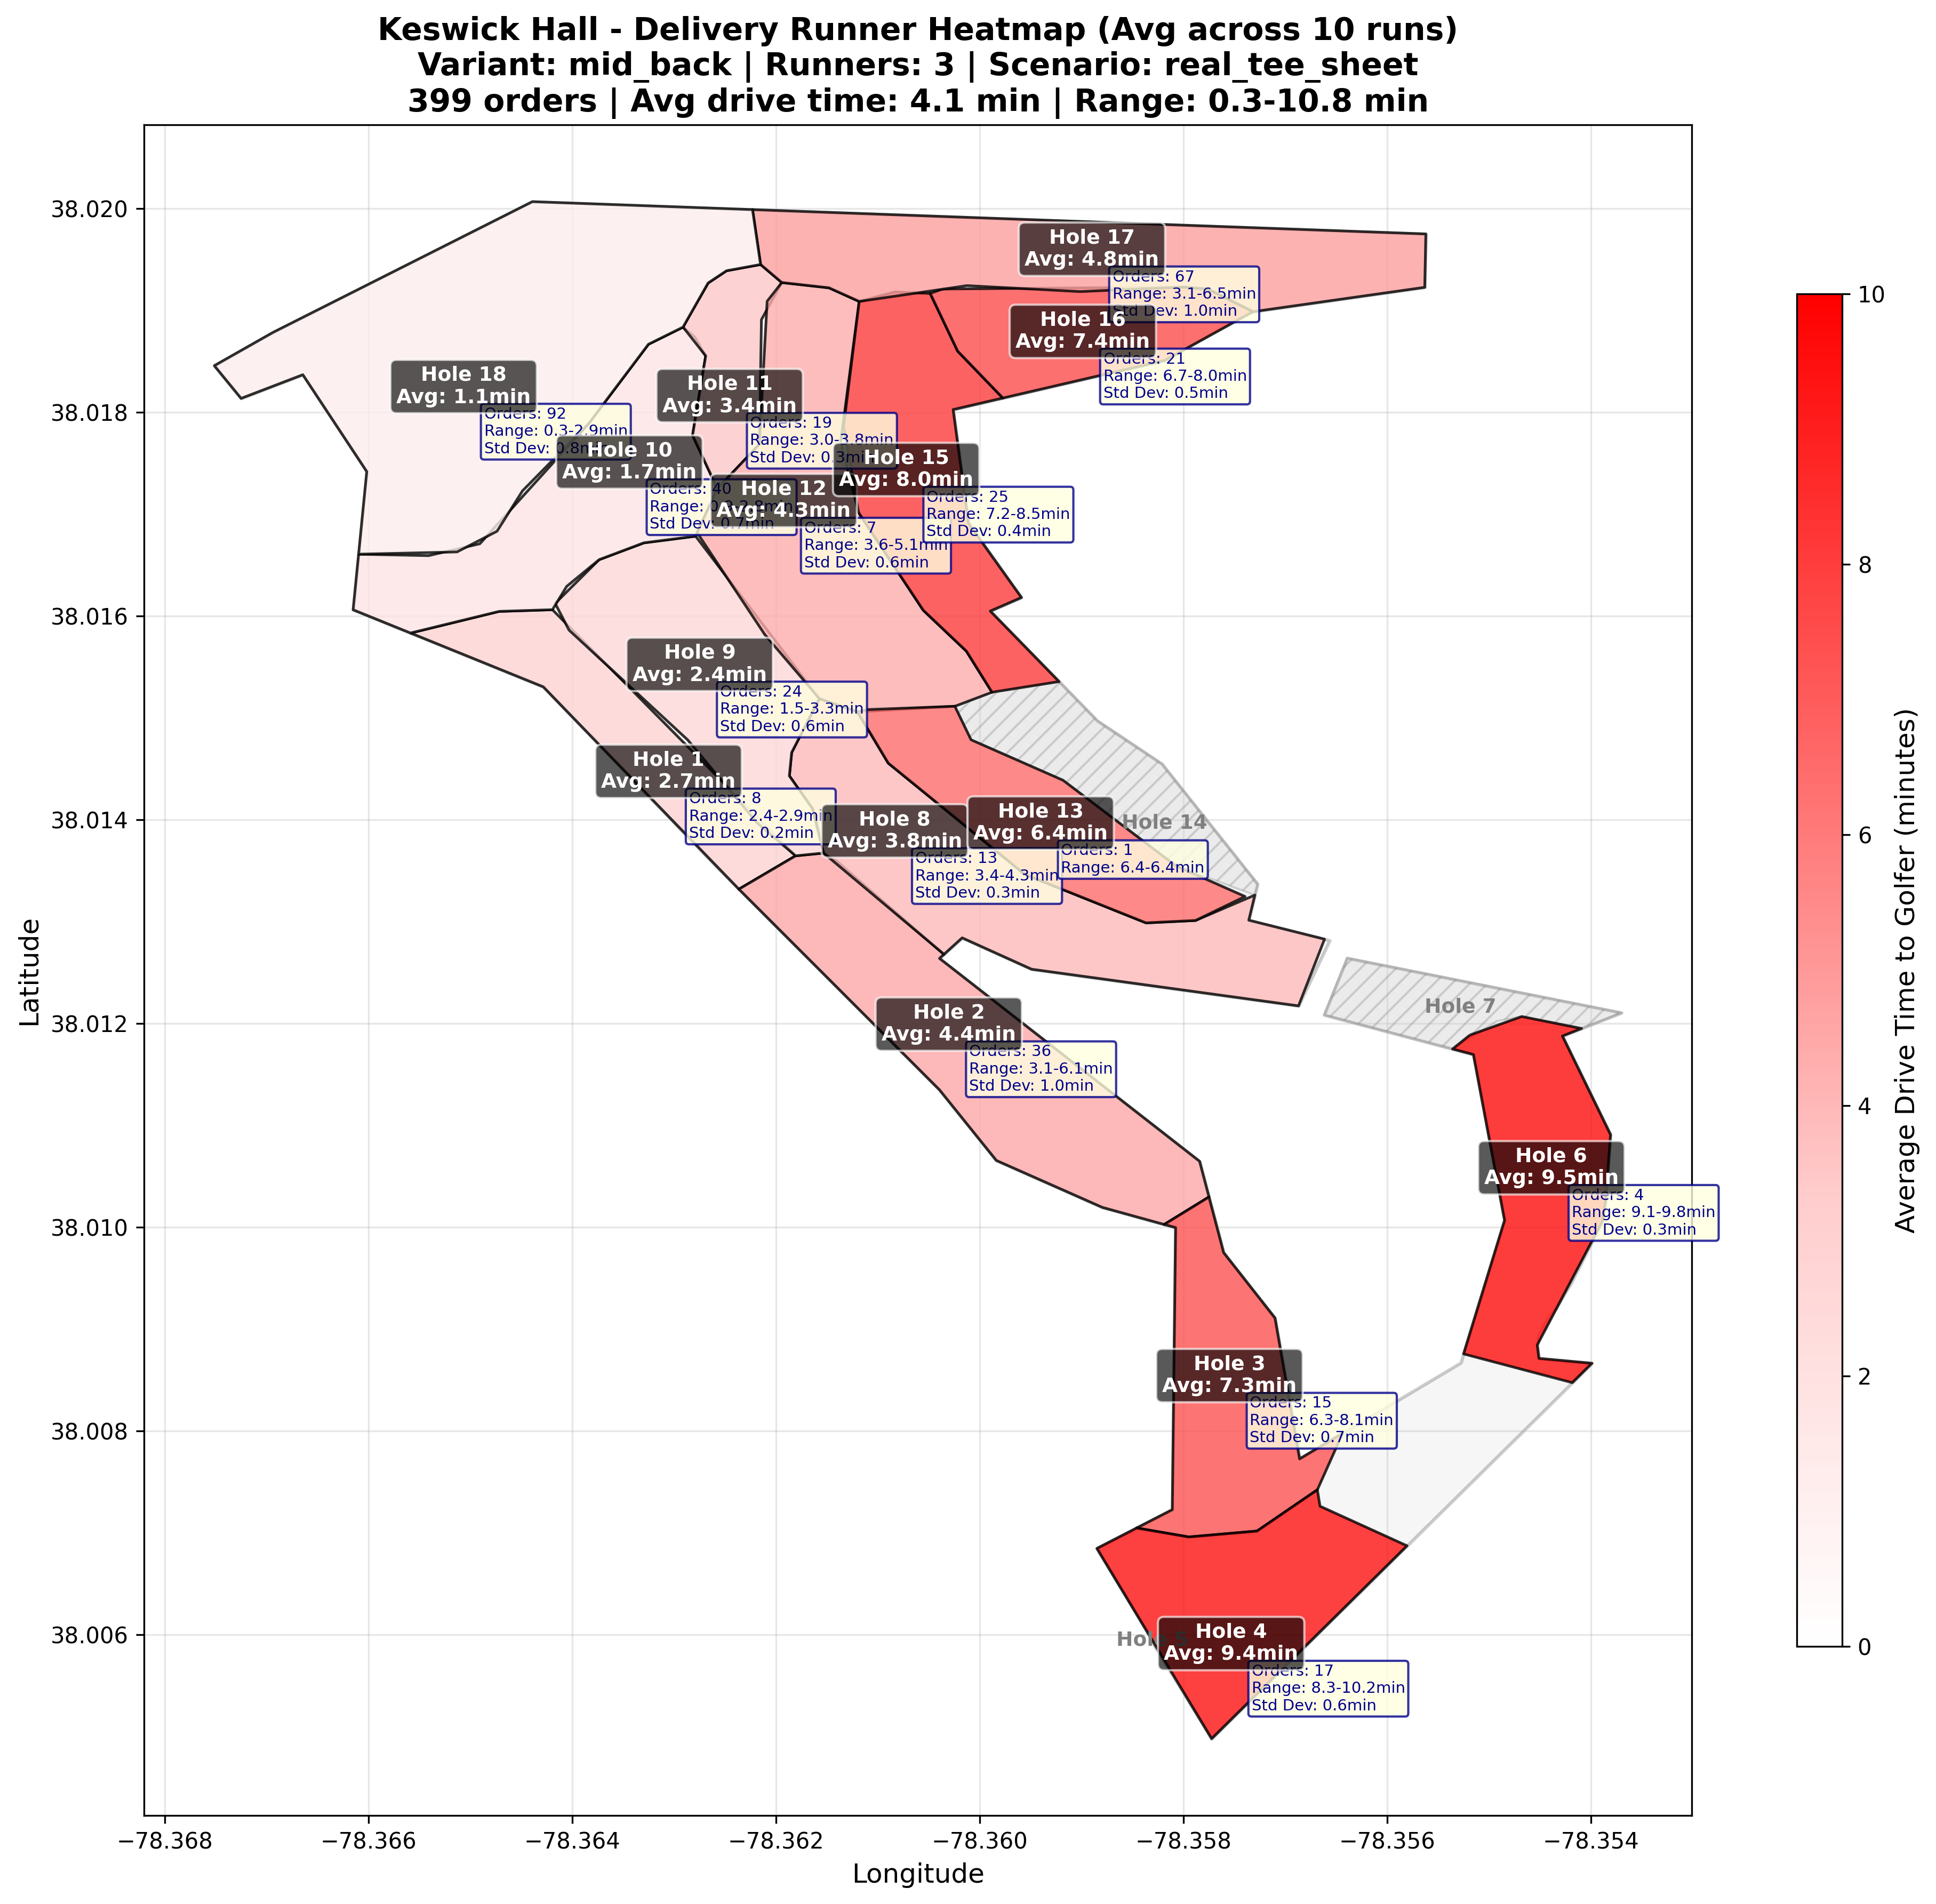 Keswick Hall - Delivery Runner Heatmap (Avg across 10 runs)
Variant: mid_back | Runners: 3 | Scenario: real_tee_sheet
399 orders | Avg drive time: 4.1 min | Range: 0.3-10.8 min
Hole 17
Avg: 4.8min
Orders: 67
Range: 3.1-6.5min
Std Dev: 1.0min
Hole 16
Avg: 7.4min
Orders: 21
Range: 6.7-8.0min
Std Dev: 0.5min
Hole 18
Avg: 1.1min
Orders: 92
Range: 0.3-2.9min
Std Dev: 0.8min
Hole 11
Avg: 3.4min
Orders: 19
Range: 3.0-3.8min
Std Dev: 0.3min
Hole 10
Avg: 1.7min
Orders: 40
Range:
Std Dev: 0.7min
Hole 15
Avg: 8.0min
Orders: 25
Range: 7.2-8.5min
Std Dev: 0.4min
Hole 12
Avg: 4.3min
Orders: 7
Range: 3.6-5.1min
Std Dev: 0.6min
Hole 9
Avg: 2.4min
Orders: 24
Range: 1.5-3.3min
Std Dev: 0.6min
Hole 1
Avg: 2.7min
Orders: 8
Range: 2.4-2.9min
Std Dev: 0.2min
Hole 8
Avg: 3.8min
Orders: 13
Range: 3.4-4.3min
Std Dev: 0.3min
Hole 13
Avg: 6.4min
Orders: 1
Range: 6.4-6.4min
Hole 14
Hole 7
Hole 2
Avg: 4.4min
Orders: 36
Range: 3.1-6.1min
Std Dev: 1.0min
Hole 6
Avg: 9.5min
Orders: 4
Range: 9.1-9.8min
Std Dev: 0.3min
Hole 3
Avg: 7.3min
Orders: 15
Range: 6.3-8.1min
Std Dev: 0.7min
Hole 5
Hole 4
Avg: 9.4min
Orders: 17
Range: 8.3-10.2min
Std Dev: 0.6min
38.020
38.018
38.016
38.014
38.012
38.010
38.008
38.006
Latitude
−78.368
−78.366
−78.364
−78.362
−78.360
−78.358
−78.356
−78.354
Longitude
10
8
6
4
2
0
Average Drive Time to Golfer (minutes)